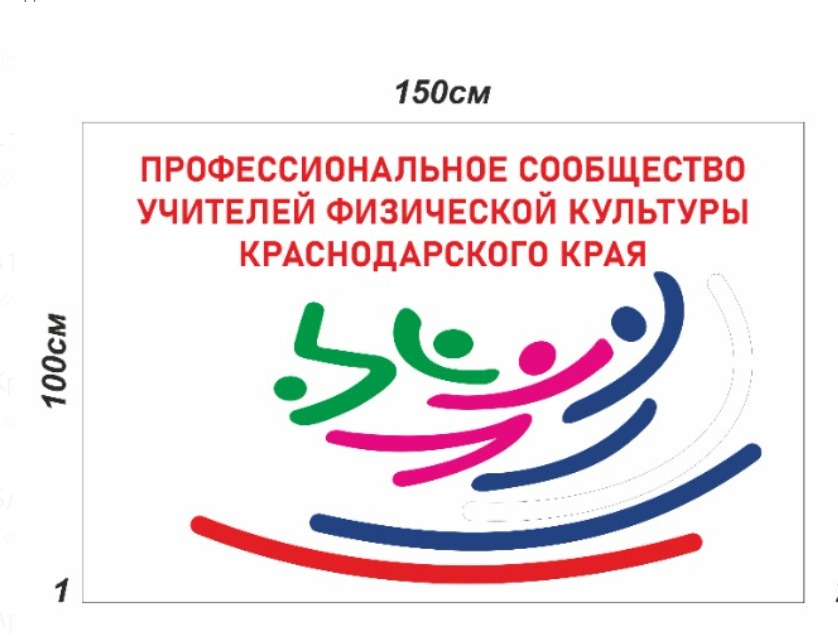 150см
ПРОФЕССИОНАЛЬНОЕ СООБЩЕСТВО
УЧИТЕЛЕЙ ФИЗИЧЕСКОЙ КУЛЬТУРЫ
КРАСНОДАРСКОГО КРАЯ
100см
1